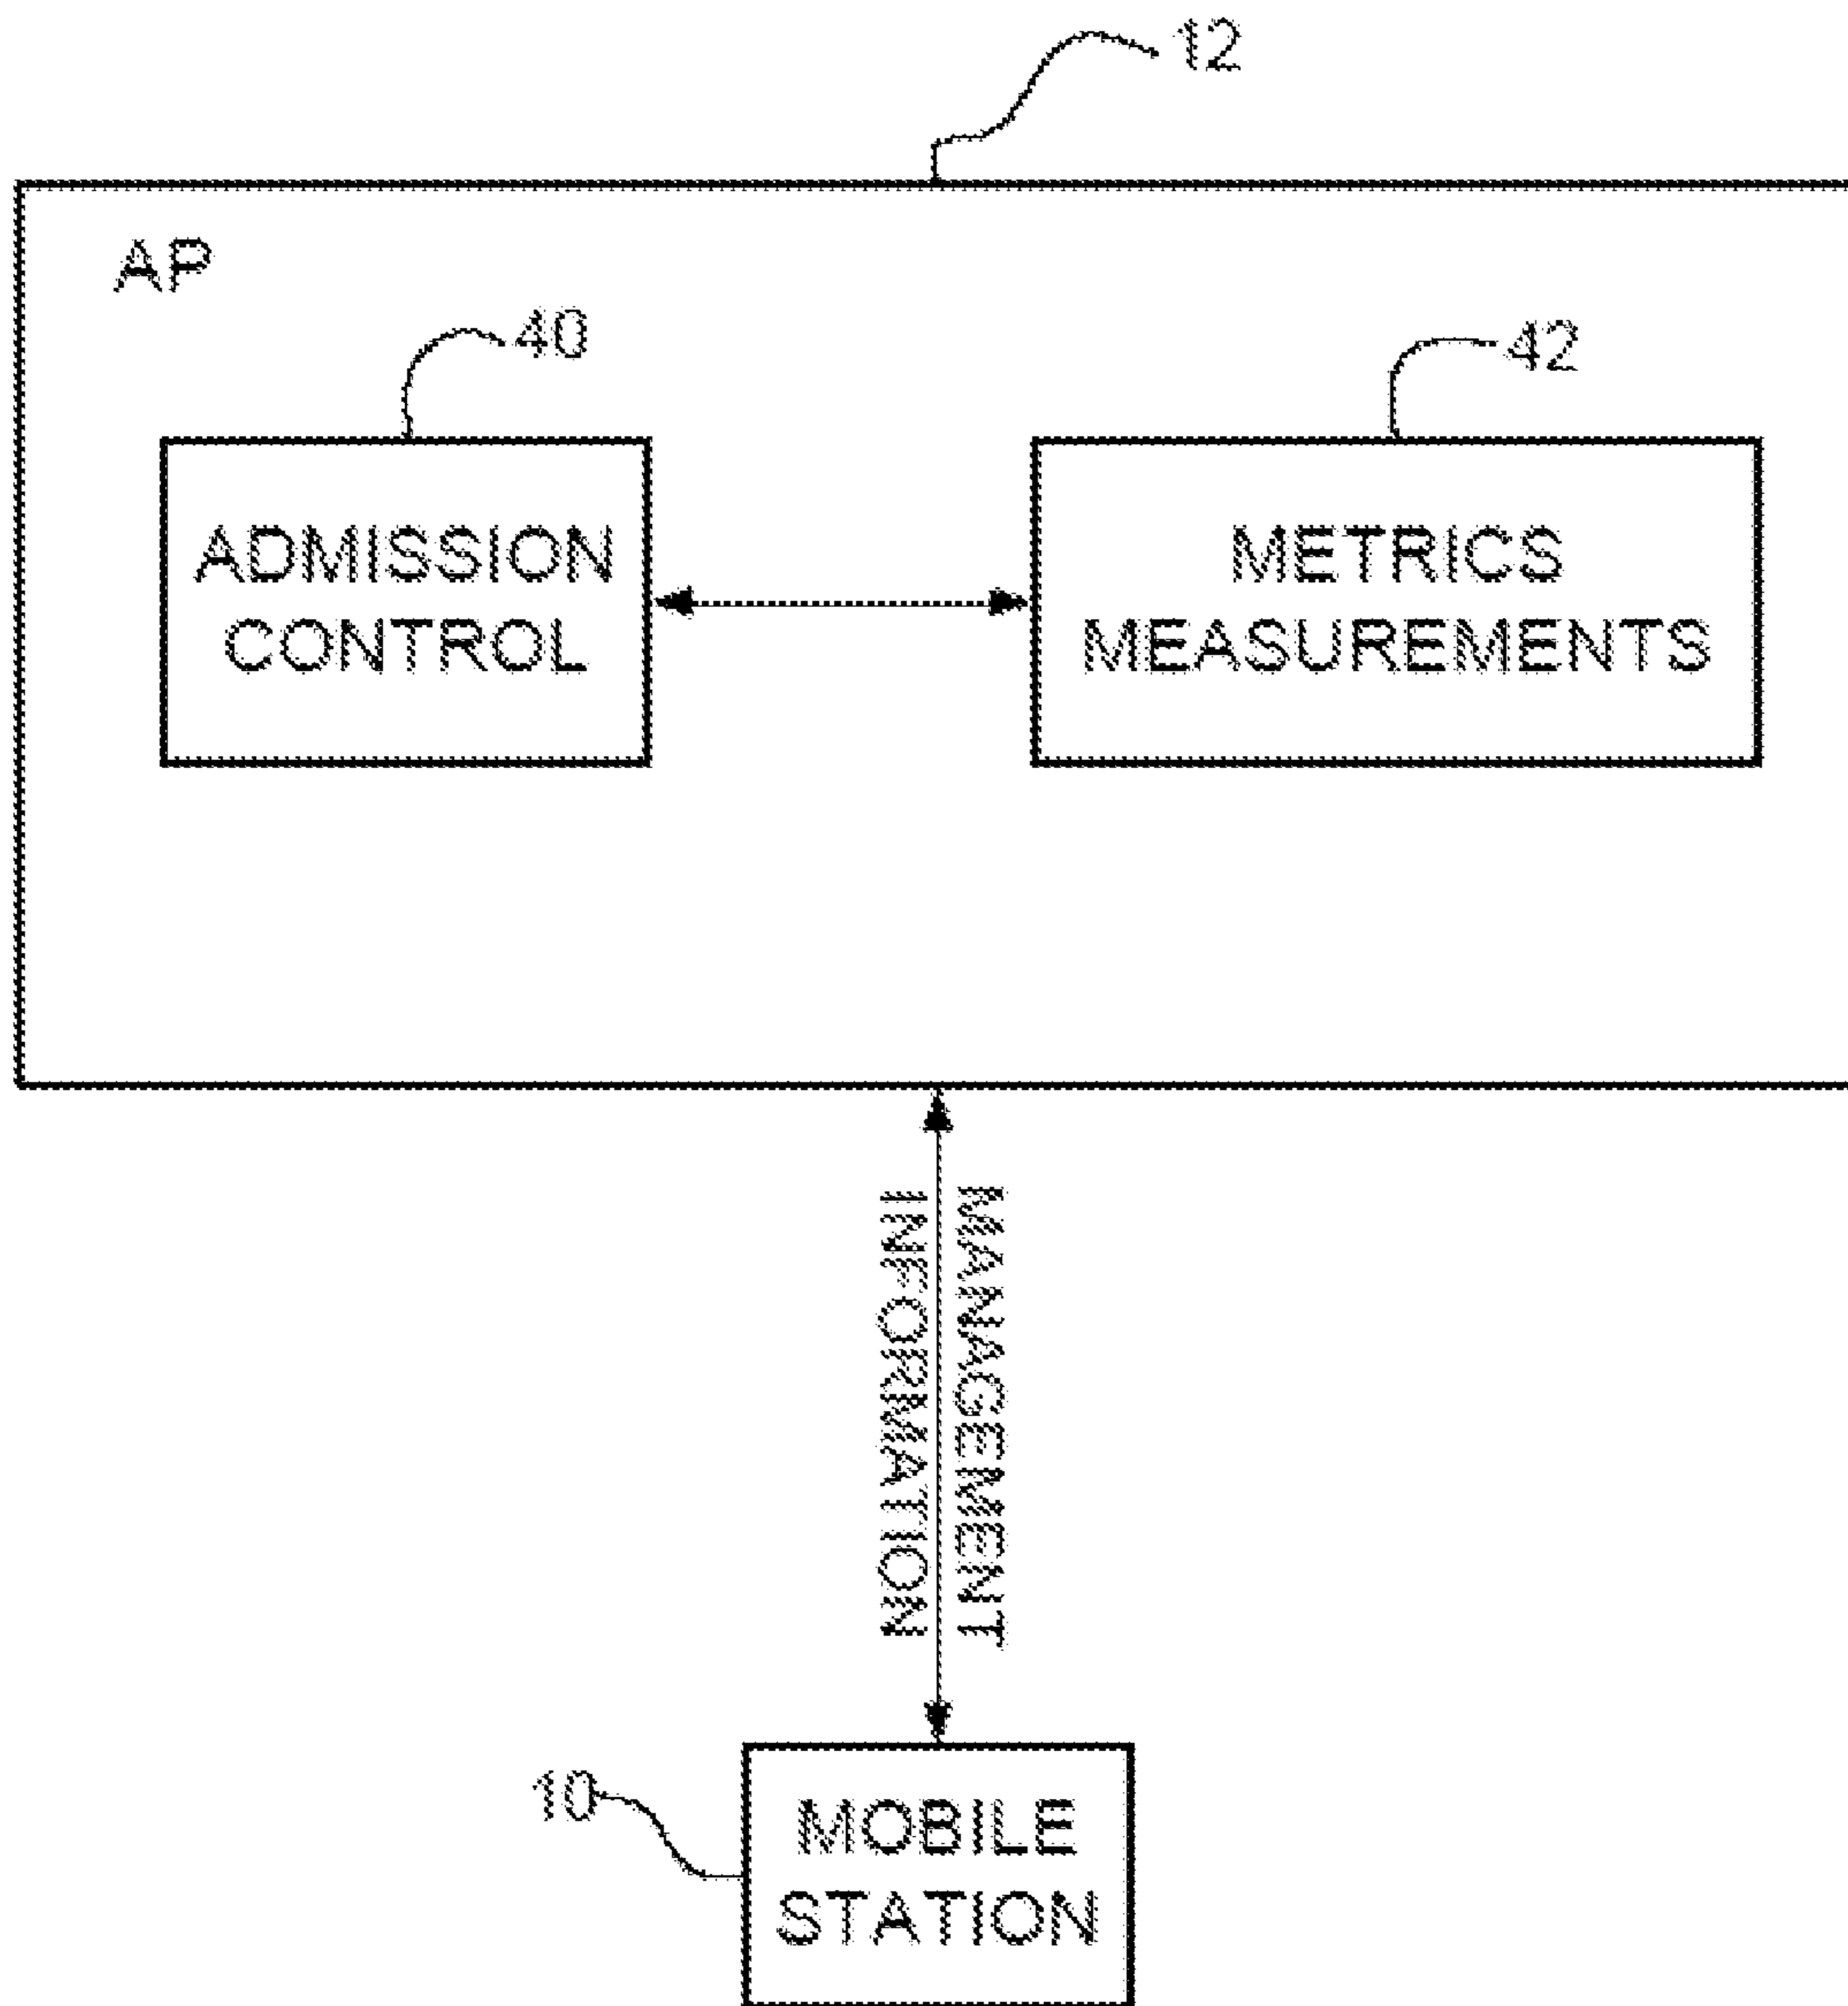 12
AP
40
42
ADMISSION
CONTROL
METRICS
MEASUREMENTS
MANAGEMENT
INFORMATION
10
MOBILE
STATION